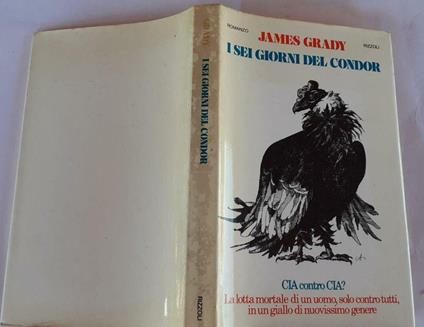 ROMANZO
RIZZOLI
JAMES GRADY
I SEI GIORNI DEL CONDOR
CIA contro CIA?
La lotta mortale di un uomo, solo contro tutti,
in un giallo di nuovissimo genere
GRADY
I SEI GIORNI DEL CONDOR
RIZZOLI